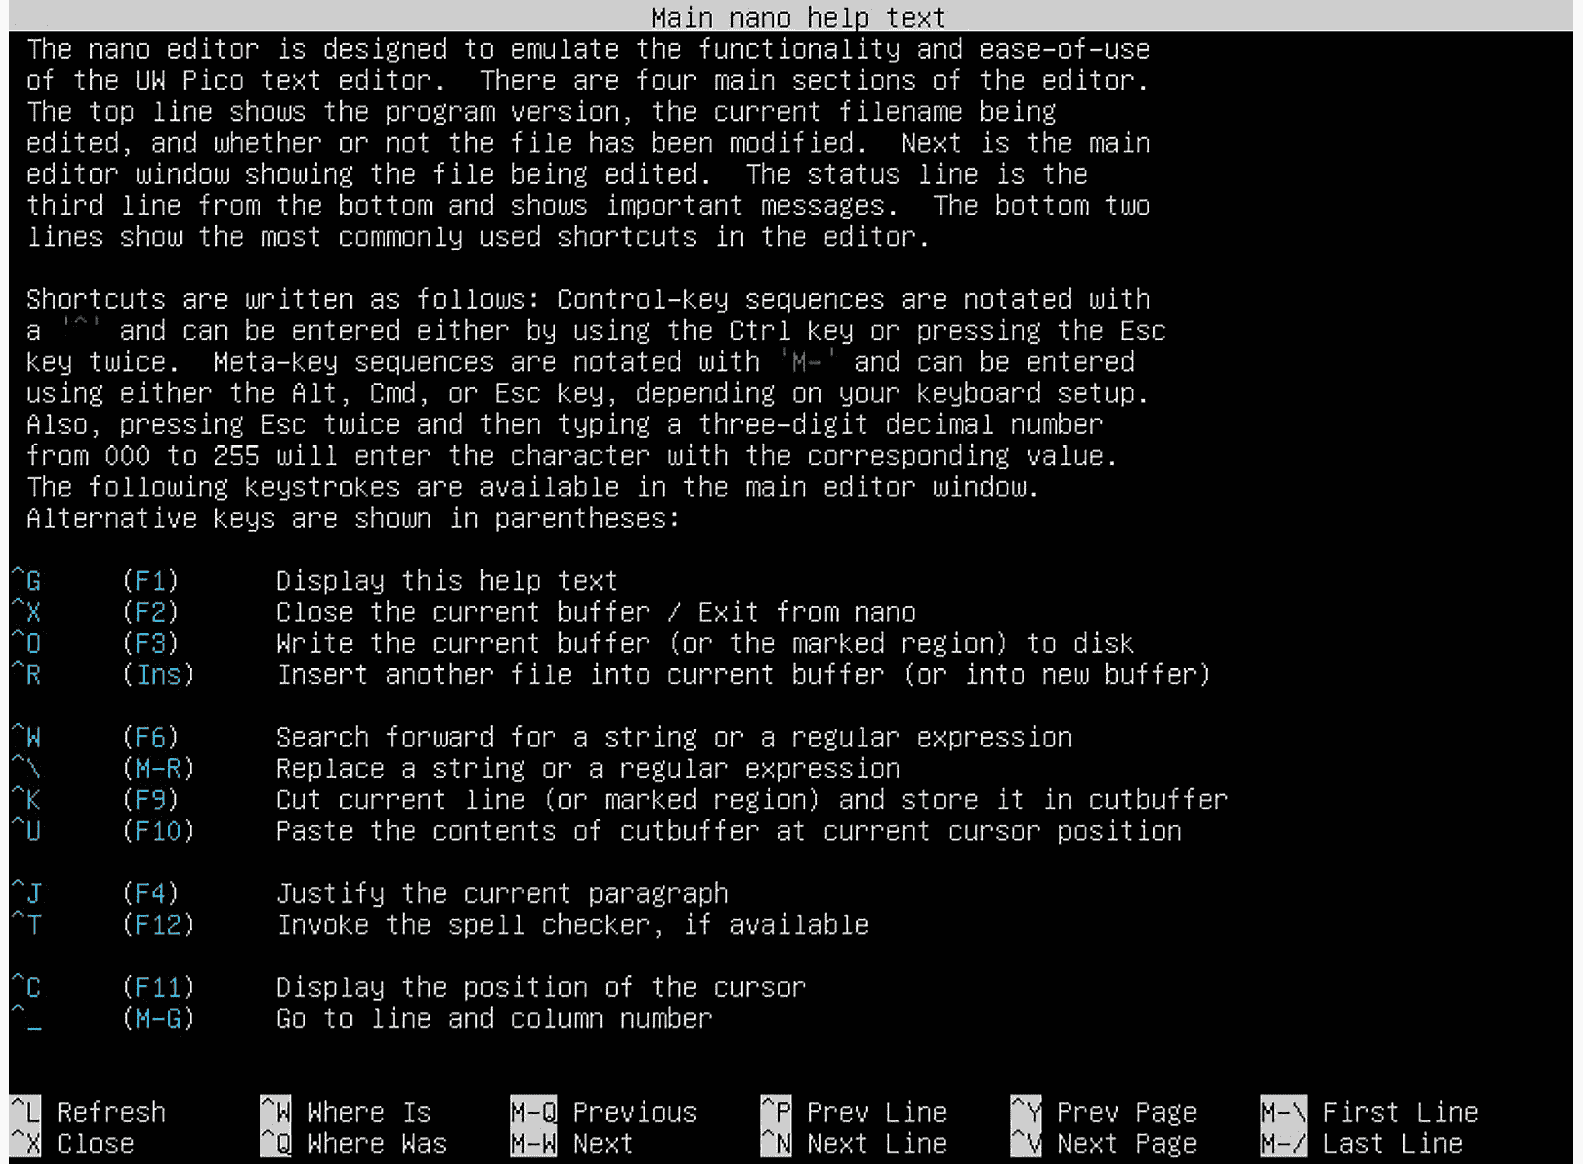 Main nano help text
The nano editor is designed to emulate the functionality and ease-of-use
of the UW Pico text editor.  There are four main sections of the editor.
The top line shows the program version, the current filename being
edited, and whether or not the file has been modified.  Next is the main
editor window showing the file being edited.  The status line is the
third line from the bottom and shows important messages.  The bottom two
lines show the most commonly used shortcuts in the editor.

Shortcuts are written as follows: Control-key sequences are notated with
a '^' and can be entered either by using the Ctrl key or pressing the Esc
key twice.  Meta-key sequences are notated with 'M-' and can be entered
using either the Alt, Cmd, or Esc key, depending on your keyboard setup.
Also, pressing Esc twice and then typing a three-digit decimal number
from 000 to 255 will enter the character with the corresponding value.
The following keystrokes are available in the main editor window.
Alternative keys are shown in parentheses:

^G (F1) Display this help text
^X (F2) Close the current buffer / Exit from nano
^O (F3) Write the current buffer (or the marked region) to disk
^R (Ins) Insert another file into current buffer (or into new buffer)

^W (F6) Search forward for a string or a regular expression
^\ (M-R) Replace a string or a regular expression
^K (F9) Cut current line (or marked region) and store it in cutbuffer
^U (F10) Paste the contents of cutbuffer at current cursor position

^J (F4) Justify the current paragraph
^T (F12) Invoke the spell checker, if available

^C (F11) Display the position of the cursor
^_ (M-G) Go to line and column number

^L Refresh ^W Where Is M-Q Previous ^P Prev Line ^Y Prev Page M-\ First Line
^X Close ^Q Where Was M-W Next ^N Next Line ^V Next Page M-/ Last Line